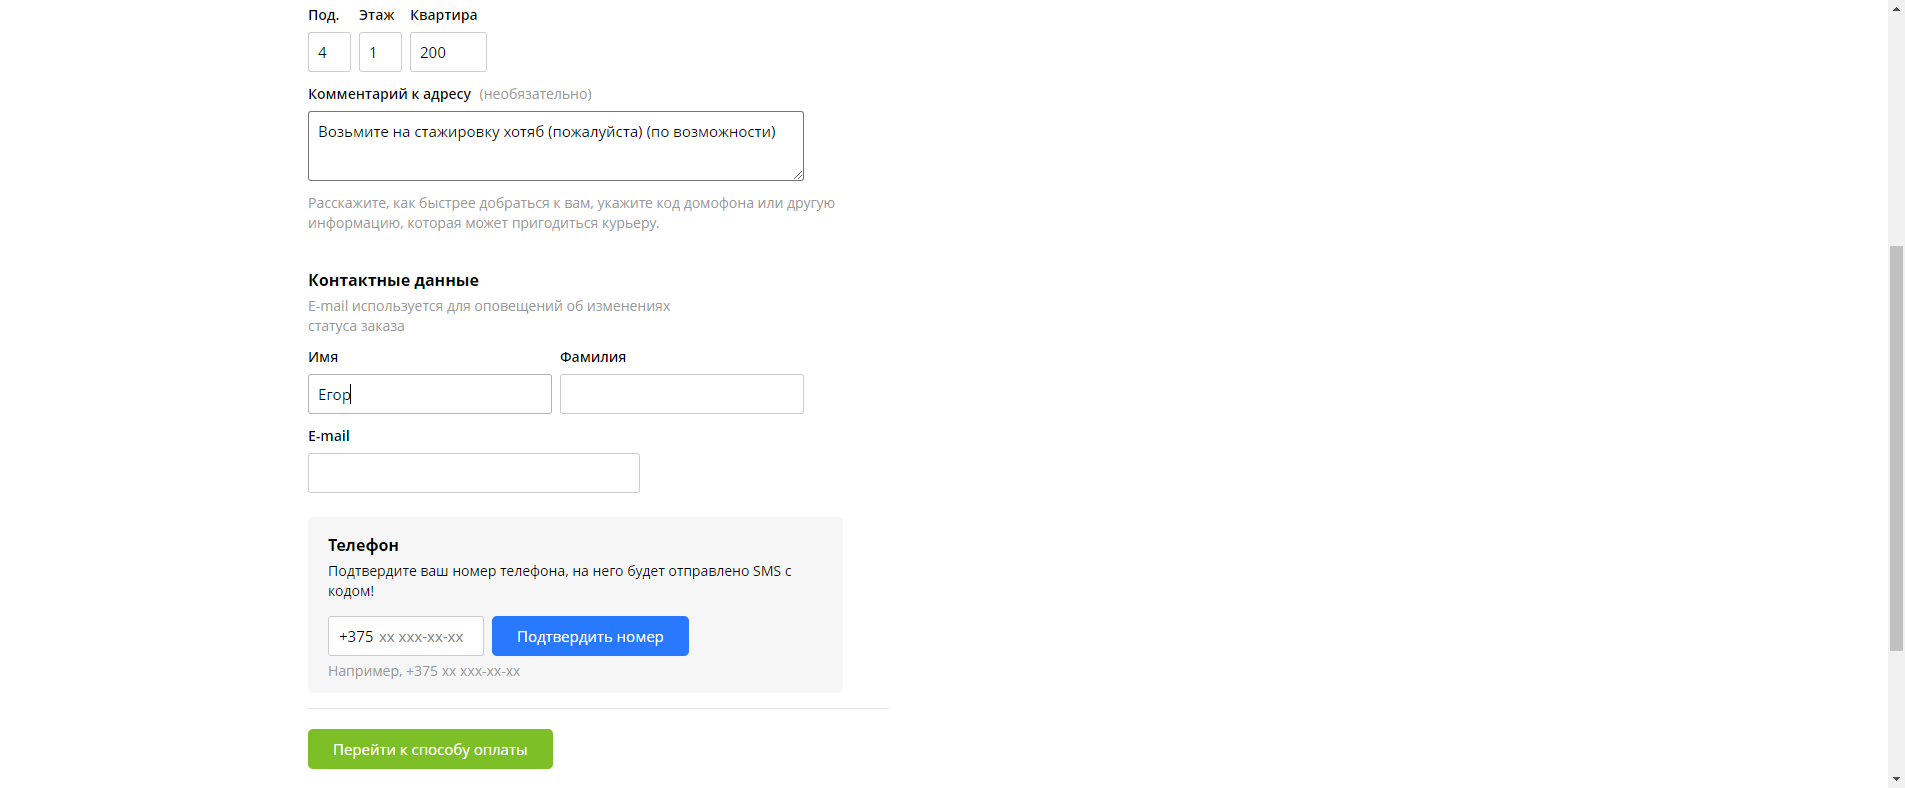 Под. Этаж Квартира
4 1 200
Комментарий к адресу (необязательно)
Возьмите на стажировку хотяб (пожалуйста) (по возможности)
Расскажите, как быстрее добраться к вам, укажите код домофона или другую
информацию, которая может пригодиться курьеру.
Контактные данные
E-mail используется для оповещений об изменениях
статуса заказа
Имя Фамилия
Егор
E-mail
Телефон
Подтвердите ваш номер телефона, на него будет отправлено SMS с
кодом!
+375 xx xxx-xx-xx Подтвердить номер
Например, +375 xx xxx-xx-xx
Перейти к способу оплаты